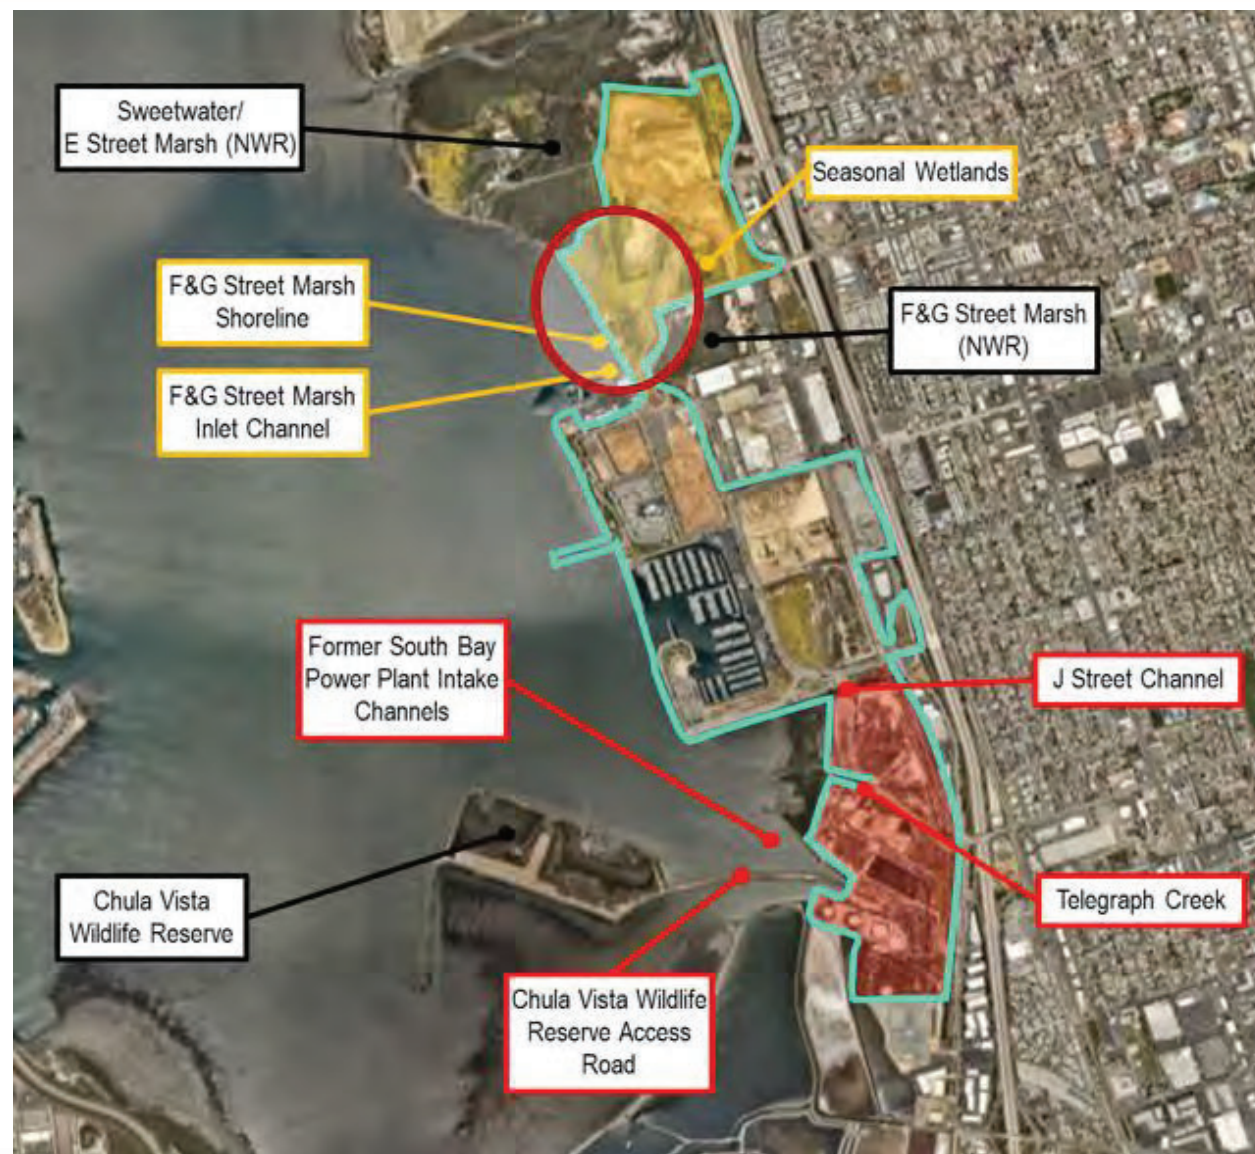 Sweetwater/
E Street Marsh (NWR)
Seasonal Wetlands
F&G Street Marsh
Shoreline
F&G Street Marsh
(NWR)
F&G Street Marsh
Inlet Channel
Former South Bay
Power Plant Intake
Channels
J Street Channel
Chula Vista
Wildlife Reserve
Telegraph Creek
Chula Vista Wildlife
Reserve Access
Road